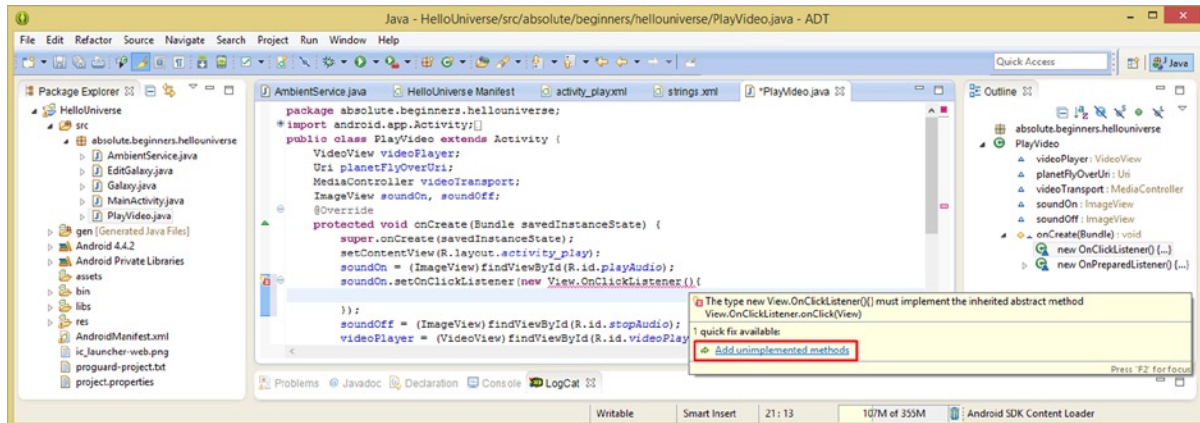 Java - HelloUniverse/src/absolute/beginners/hellouniverse/PlayVideo.java - ADT
File Edit Refactor Source Navigate Search Project Run Window Help
Quick Access
Java
Package Explorer
HelloUniverse
src
absolute.beginners.hellouniverse
AmbientService.java
EditGalaxy.java
Galaxy.java
MainActivity.java
PlayVideo.java
gen [Generated Java Files]
Android 4.4.2
Android Private Libraries
assets
bin
libs
res
AndroidManifest.xml
ic_launcher-web.png
proguard-project.txt
project.properties
AmbientService.java HelloUniverse Manifest activity_play.xml strings.xml *PlayVideo.java
package absolute.beginners.hellouniverse;
import android.app.Activity;
public class PlayVideo extends Activity {
VideoView videoPlayer;
Uri planetFlyOverUri;
MediaController videoTransport;
ImageView soundOn, soundOff;
@Override
protected void onCreate(Bundle savedInstanceState) {
super.onCreate(savedInstanceState);
setContentView(R.layout.activity_play);
soundOn = (ImageView)findViewById(R.id.playAudio);
soundOn.setOnClickListener(new View.OnClickListener(){
});
soundOff = (ImageView)findViewById(R.id.stopAudio);
videoPlayer = (VideoView)findViewById(R.id.videoPlay
The type new View.OnClickListener(){} must implement the inherited abstract method
View.OnClickListener.onClick(View)
1 quick fix available:
Add unimplemented methods
Press 'F2' for focus
Outline
absolute.beginners.hellouniverse
PlayVideo
videoPlayer : VideoView
planetFlyOverUri : Uri
videoTransport : MediaController
soundOn : ImageView
soundOff : ImageView
onCreate(Bundle) : void
new OnClickListener() {...}
new OnPreparedListener() {...}
Problems Javadoc Declaration Console LogCat
Writable Smart Insert 21 : 13 107M of 355M Android SDK Content Loader